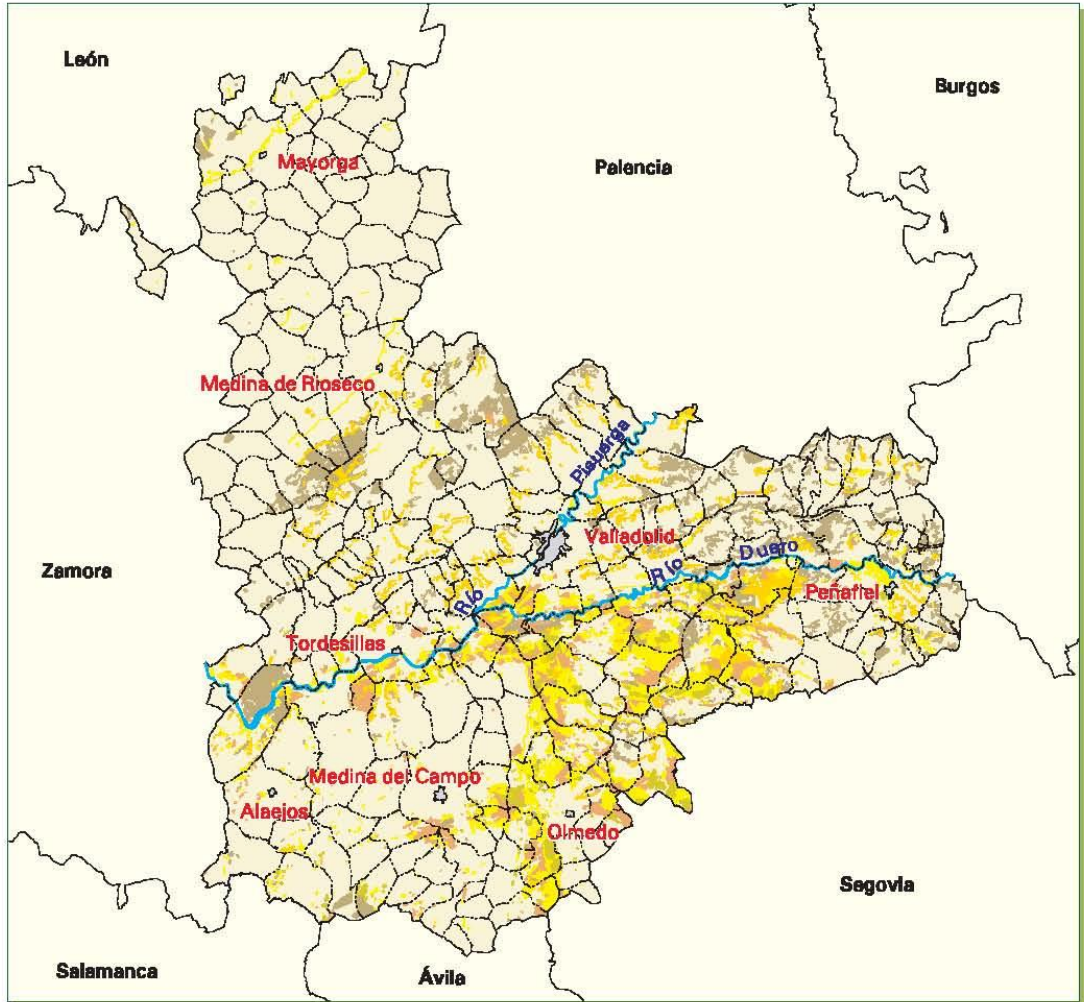 León
Burgos
Mayorga
Palencia
Medina de Rioseco
Pisuerga
Valladolid
Duero
Río
Zamora
Peñafiel
Río
Tordesillas
Medina del Campo
Alaejos
Olmedo
Segovia
Salamanca
Ávila